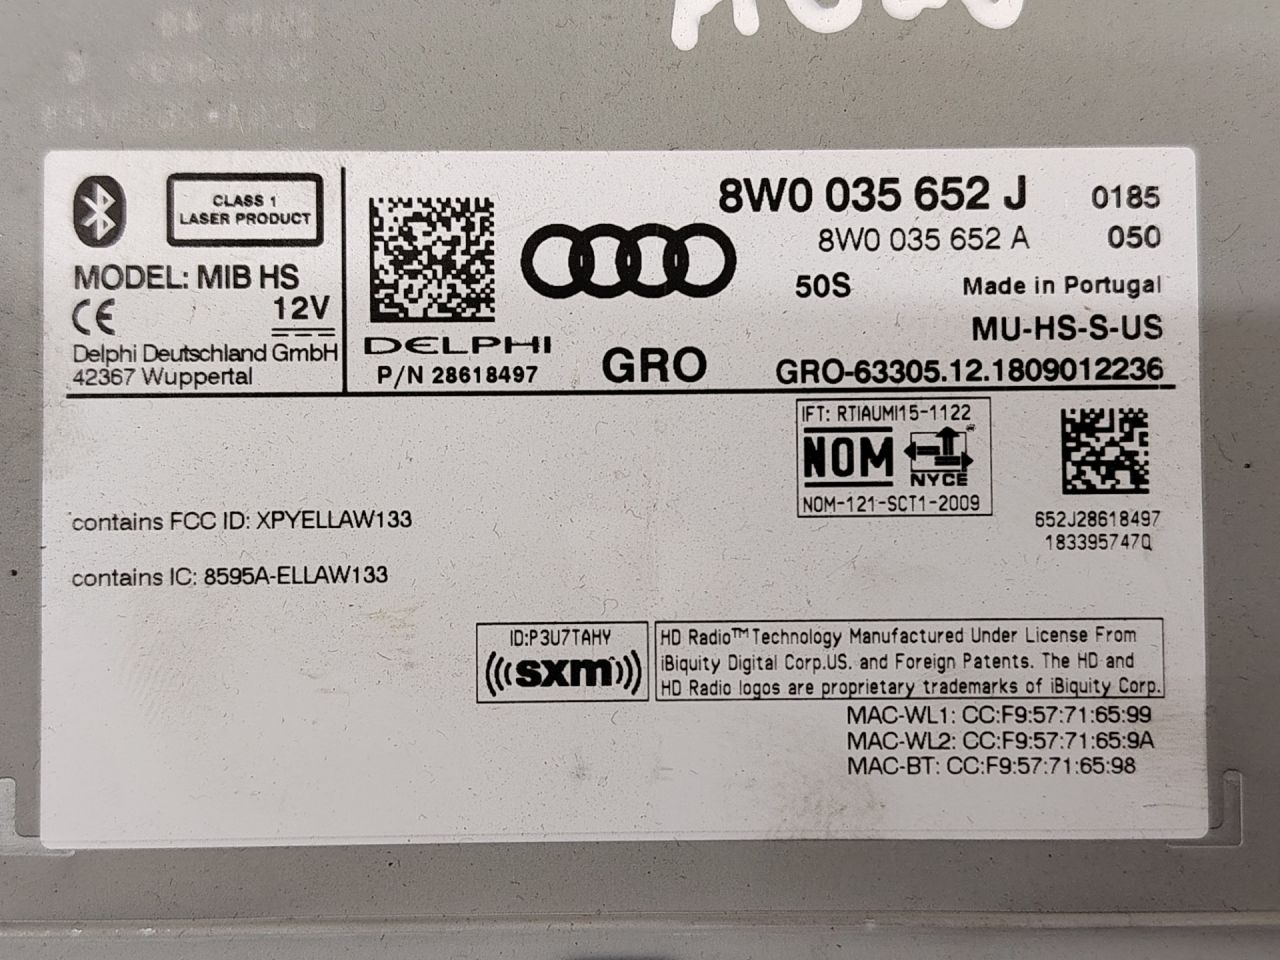 CLASS 1
LASER PRODUCT
MODEL: MIB HS
CE
12V
Delphi Deutschland GmbH
42367 Wuppertal
DELPHI
P/N 28618497
GRO
8W0 035 652 J 0185
8W0 035 652 A 050
50S Made in Portugal
MU-HS-S-US
GRO-63305.12.1809012236
IFT: RTIAUMI15-1122
NOM
NYCE
NOM-121-SCT1-2009
652J28618497
183395747Q
contains FCC ID: XPYELLAW133
contains IC: 8595A-ELLAW133
ID:P3U7TAHY
sxm
HD Radio™ Technology Manufactured Under License From
iBiquity Digital Corp.US. and Foreign Patents. The HD and
HD Radio logos are proprietary trademarks of iBiquity Corp.
MAC-WL1: CC:F9:57:71:65:99
MAC-WL2: CC:F9:57:71:65:9A
MAC-BT: CC:F9:57:71:65:98